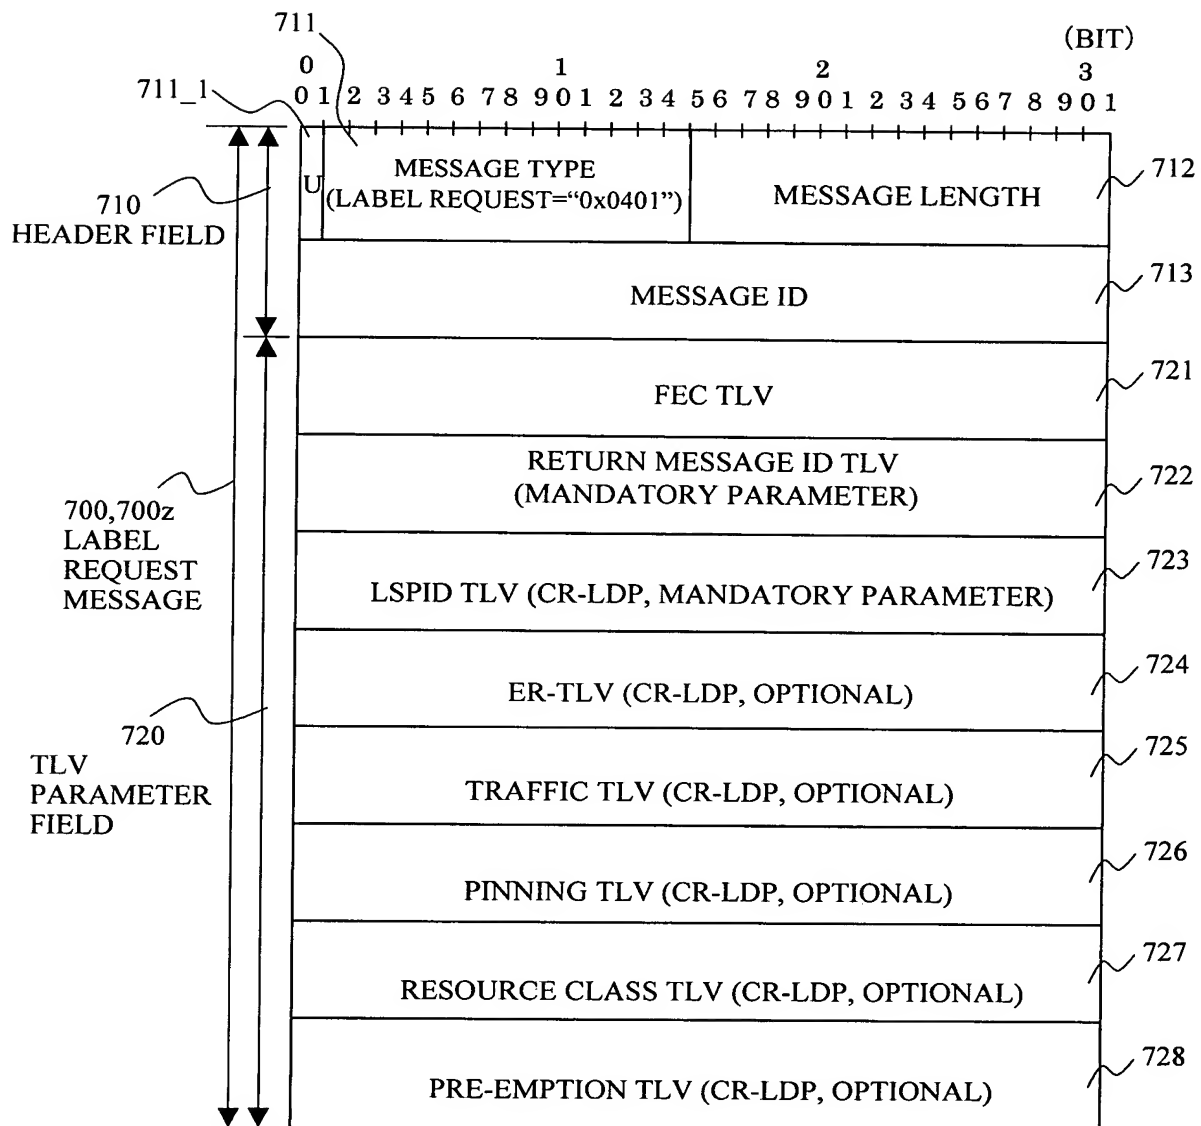 711
(BIT)
0 1 2 3
711_1
0 1 2 3 4 5 6 7 8 9 0 1 2 3 4 5 6 7 8 9 0 1 2 3 4 5 6 7 8 9 0 1
U
MESSAGE TYPE
(LABEL REQUEST="0x0401")
MESSAGE LENGTH
712
710
HEADER FIELD
MESSAGE ID
713
FEC TLV
721
RETURN MESSAGE ID TLV
(MANDATORY PARAMETER)
722
700,700z
LABEL
REQUEST
MESSAGE
LSPID TLV (CR-LDP, MANDATORY PARAMETER)
723
ER-TLV (CR-LDP, OPTIONAL)
724
720
TLV
PARAMETER
FIELD
TRAFFIC TLV (CR-LDP, OPTIONAL)
725
PINNING TLV (CR-LDP, OPTIONAL)
726
RESOURCE CLASS TLV (CR-LDP, OPTIONAL)
727
PRE-EMPTION TLV (CR-LDP, OPTIONAL)
728